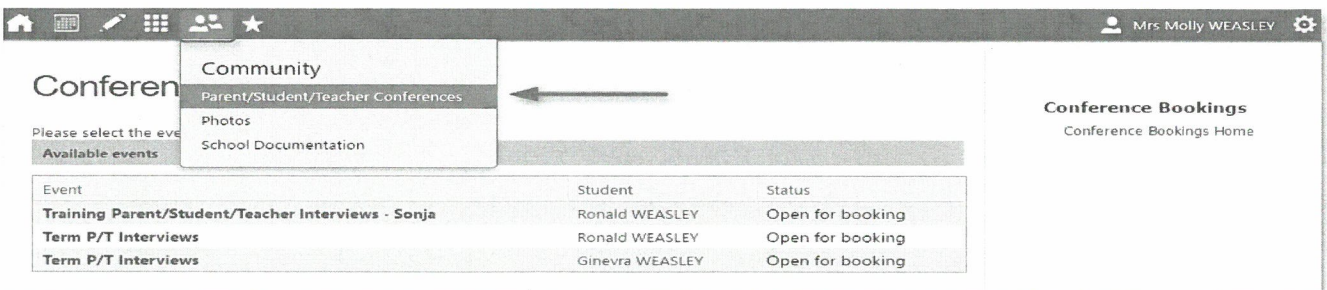 Mrs Molly WEASLEY
Community
Parent/Student/Teacher Conferences
Photos
School Documentation
Conferen
Please select the eve
Available events
Event Student Status
Training Parent/Student/Teacher Interviews - Sonja Ronald WEASLEY Open for booking
Term P/T Interviews Ronald WEASLEY Open for booking
Term P/T Interviews Ginevra WEASLEY Open for booking
Conference Bookings
Conference Bookings Home